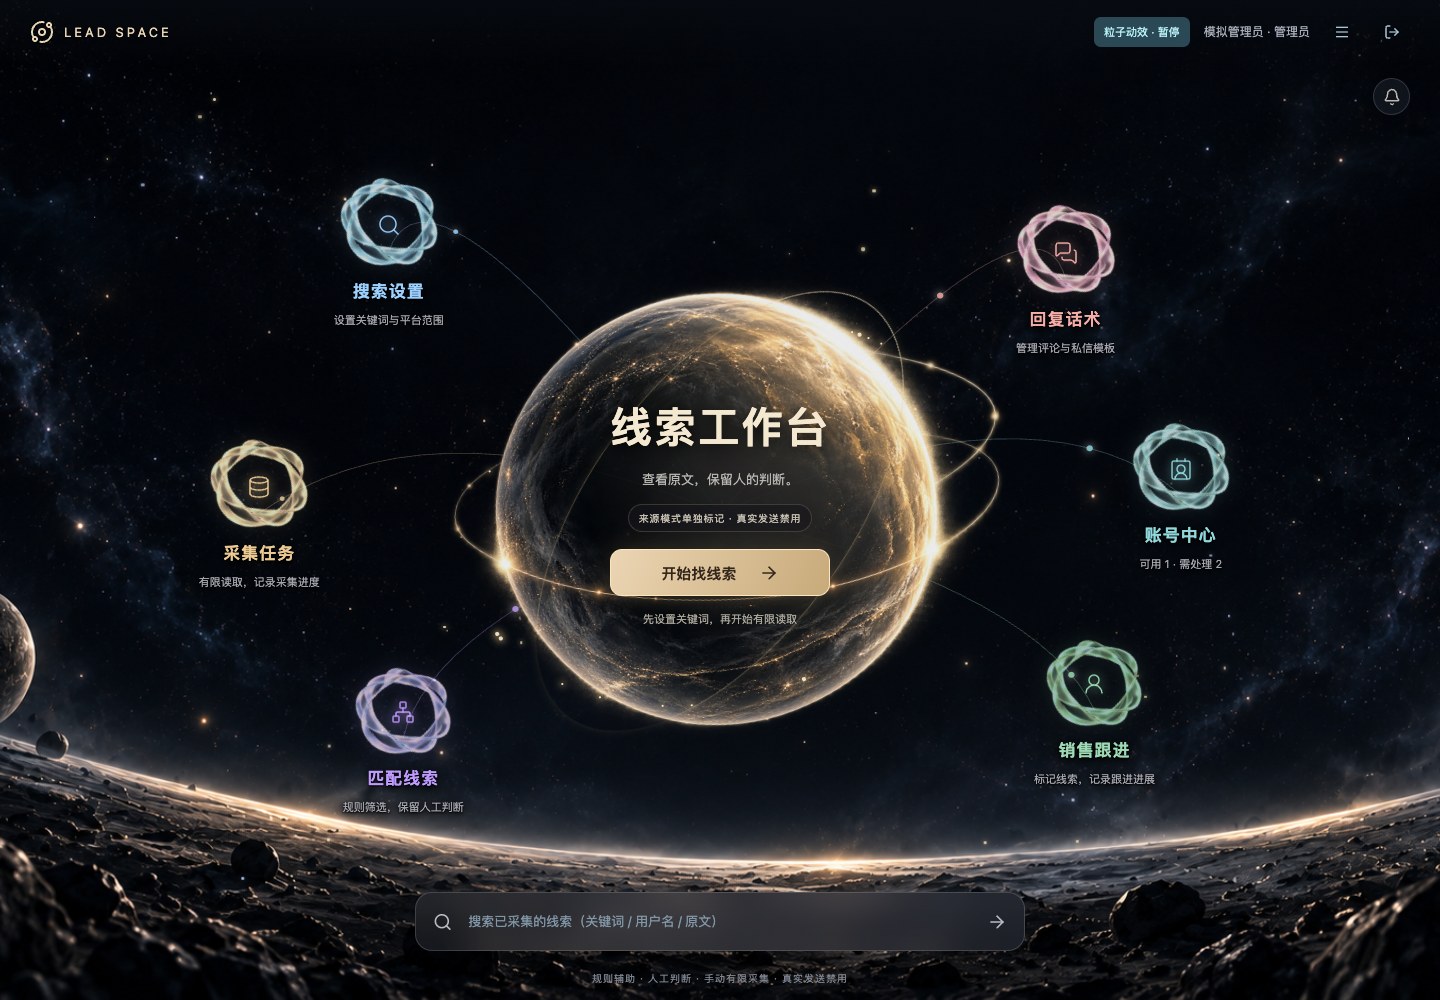 LEAD SPACE
粒子动效 · 暂停
模拟管理员 · 管理员
搜索设置
设置关键词与平台范围
回复话术
管理评论与私信模板
线索工作台
查看原文，保留人的判断。
来源模式单独标记 · 真实发送禁用
开始找线索
先设置关键词，再开始有限读取
采集任务
有限读取，记录采集进度
账号中心
可用 1 · 需处理 2
匹配线索
规则筛选，保留人工判断
销售跟进
标记线索，记录跟进进展
搜索已采集的线索（关键词 / 用户名 / 原文）
规则辅助 · 人工判断 · 手动有限采集 · 真实发送禁用